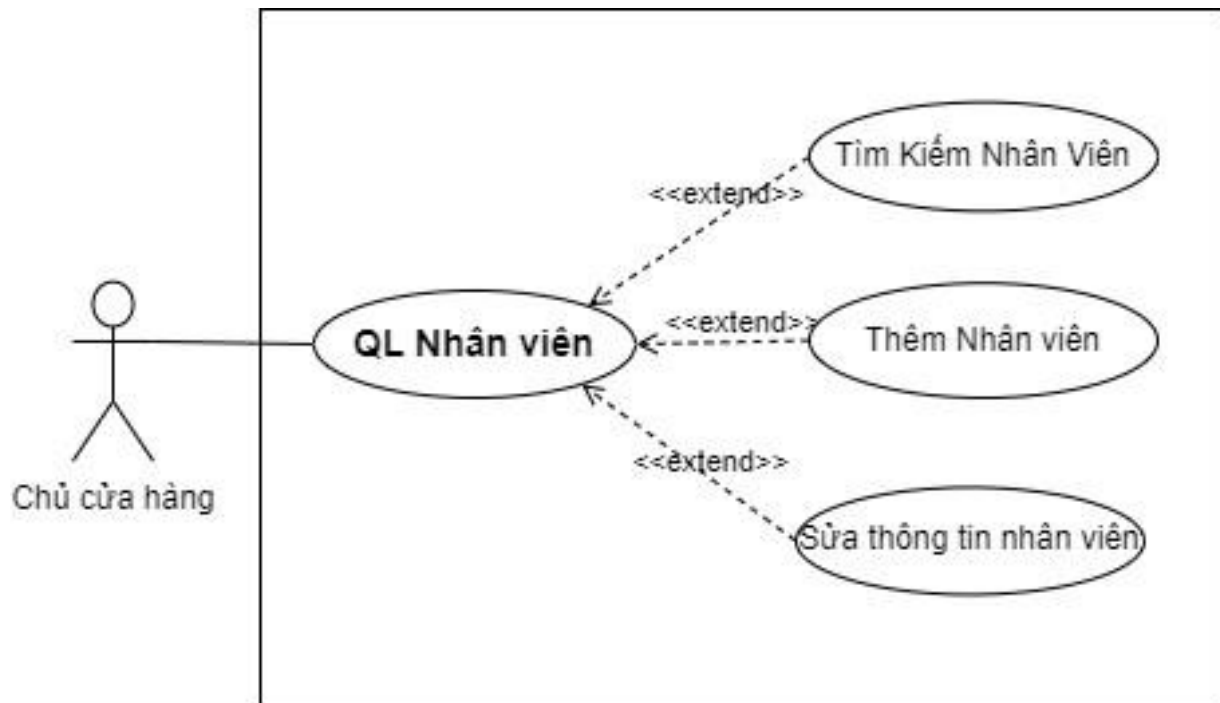 Tìm Kiếm Nhân Viên
<<extend>>
<<extend>>
QL Nhân viên
Thêm Nhân viên
<<extend>>
Chủ cửa hàng
Sửa thông tin nhân viên